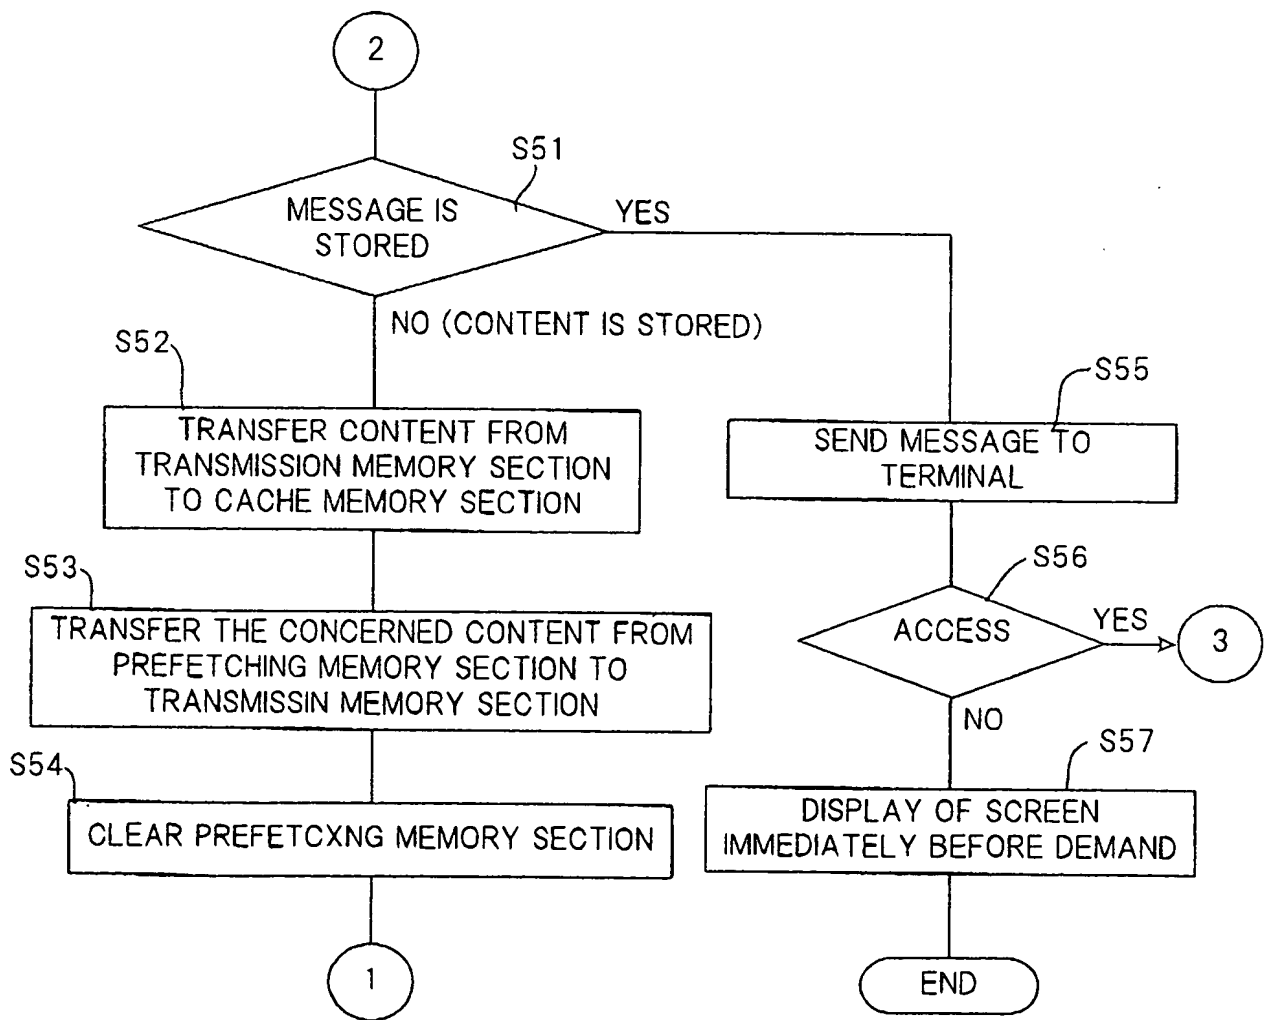 2
S51
MESSAGE IS
STORED
YES
NO (CONTENT IS STORED)
S52
TRANSFER CONTENT FROM
TRANSMISSION MEMORY SECTION
TO CACHE MEMORY SECTION
S53
TRANSFER THE CONCERNED CONTENT FROM
PREFETCHING MEMORY SECTION TO
TRANSMISSIN MEMORY SECTION
S54
CLEAR PREFETCXNG MEMORY SECTION
1
S55
SEND MESSAGE TO
TERMINAL
S56
ACCESS
YES
3
NO
S57
DISPLAY OF SCREEN
IMMEDIATELY BEFORE DEMAND
END